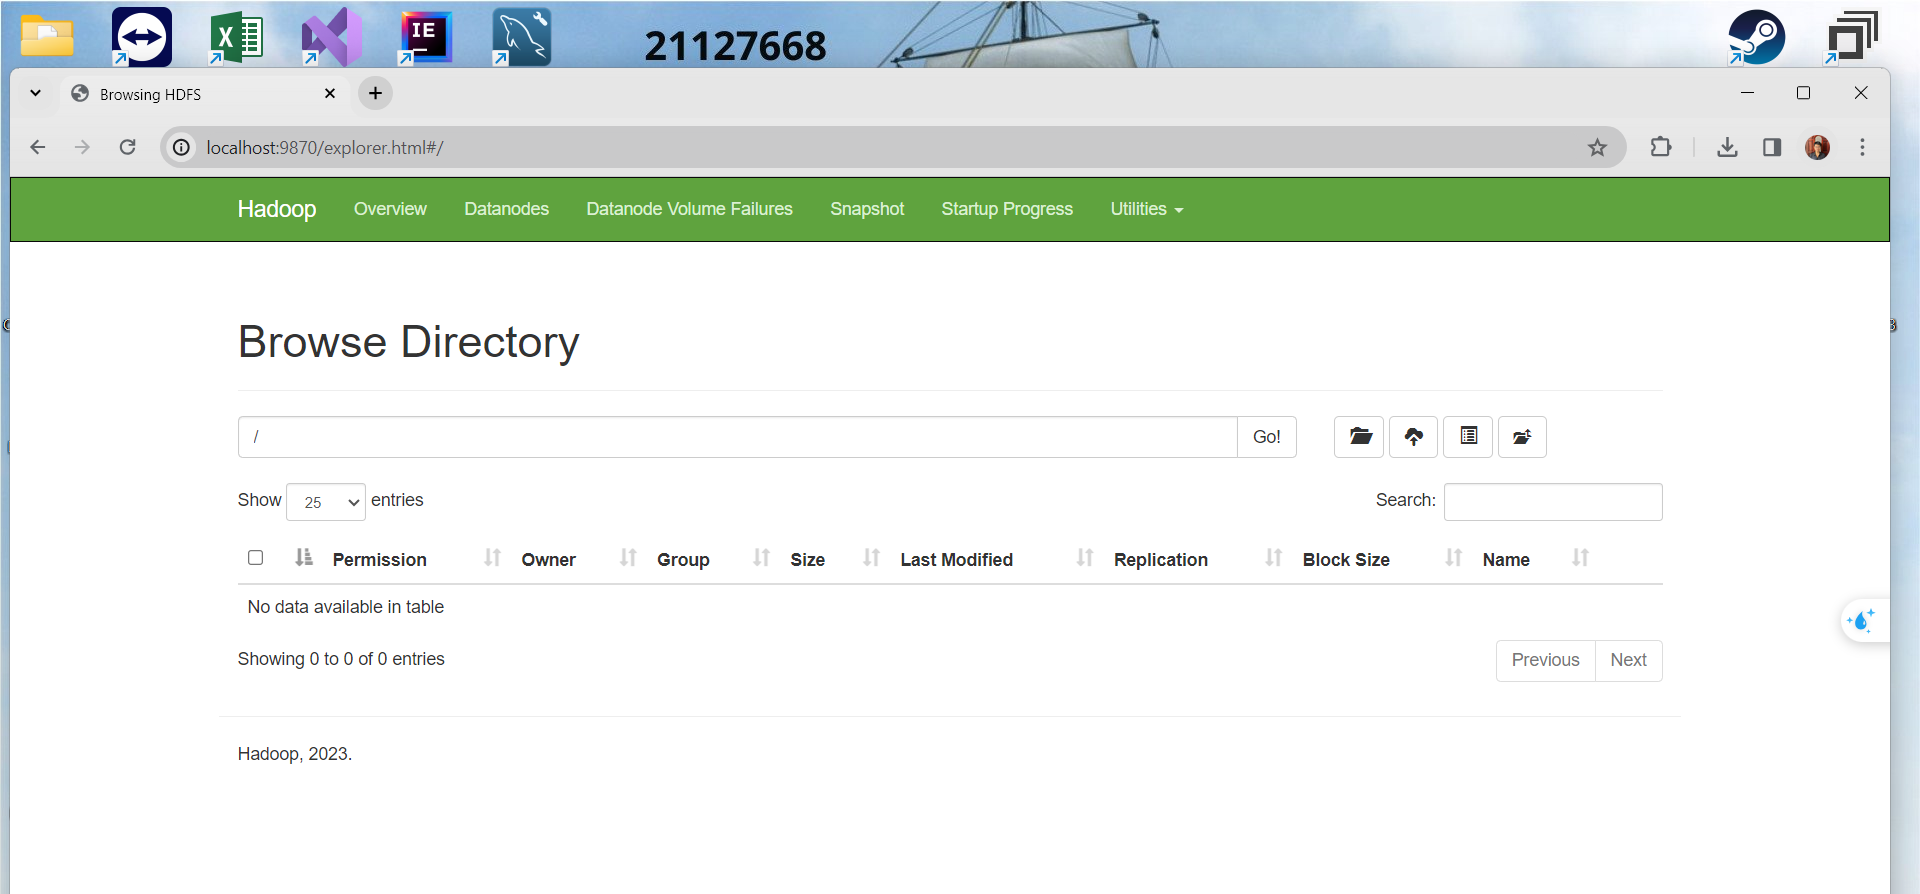 21127668
Browsing HDFS
localhost:9870/explorer.html#/
Hadoop Overview Datanodes Datanode Volume Failures Snapshot Startup Progress Utilities
Browse Directory
/ Go!
Show 25 entries Search:
Permission Owner Group Size Last Modified Replication Block Size Name
No data available in table
Showing 0 to 0 of 0 entries Previous Next
Hadoop, 2023.